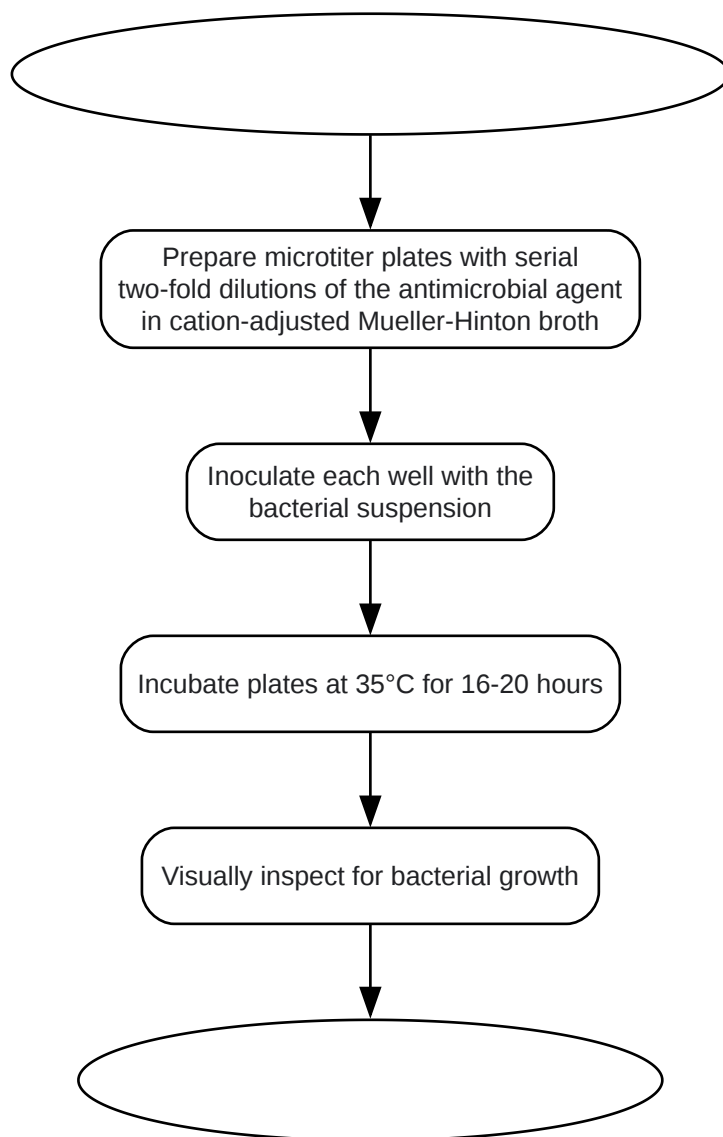 Prepare microtiter plates with serial
two-fold dilutions of the antimicrobial agent
in cation-adjusted Mueller-Hinton broth
Inoculate each well with the
bacterial suspension
Incubate plates at 35°C for 16-20 hours
Visually inspect for bacterial growth